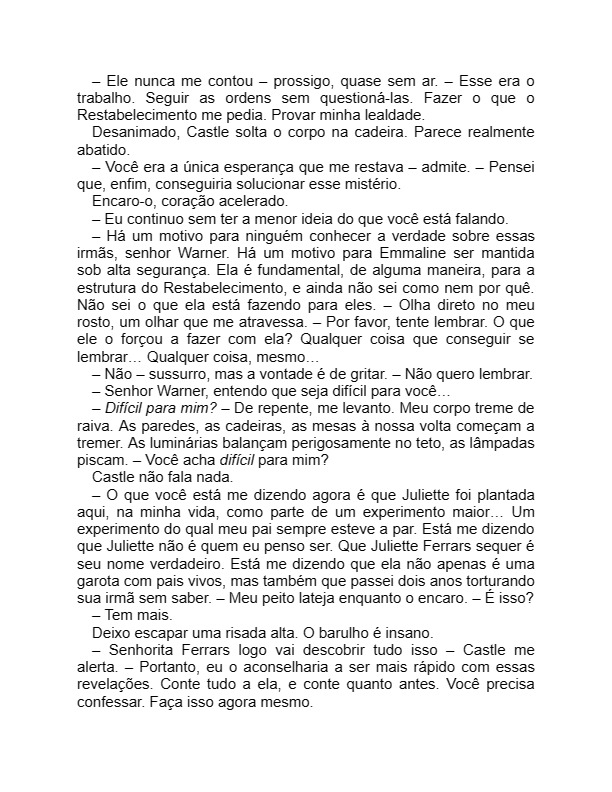 – Ele nunca me contou – prossigo, quase sem ar. – Esse era o
trabalho. Seguir as ordens sem questioná-las. Fazer o que o
Restabelecimento me pedia. Provar minha lealdade.
Desanimado, Castle solta o corpo na cadeira. Parece realmente
abatido.
– Você era a única esperança que me restava – admite. – Pensei
que, enfim, conseguiria solucionar esse mistério.
Encaro-o, coração acelerado.
– Eu continuo sem ter a menor ideia do que você está falando.
– Há um motivo para ninguém conhecer a verdade sobre essas
irmãs, senhor Warner. Há um motivo para Emmaline ser mantida
sob alta segurança. Ela é fundamental, de alguma maneira, para a
estrutura do Restabelecimento, e ainda não sei como nem por quê.
Não sei o que ela está fazendo para eles. – Olha direto no meu
rosto, um olhar que me atravessa. – Por favor, tente lembrar. O que
ele o forçou a fazer com ela? Qualquer coisa que conseguir se
lembrar… Qualquer coisa, mesmo…
– Não – sussurro, mas a vontade é de gritar. – Não quero lembrar.
– Senhor Warner, entendo que seja difícil para você…
– Difícil para mim? – De repente, me levanto. Meu corpo treme de
raiva. As paredes, as cadeiras, as mesas à nossa volta começam a
tremer. As luminárias balançam perigosamente no teto, as lâmpadas
piscam. – Você acha difícil para mim?
Castle não fala nada.
– O que você está me dizendo agora é que Juliette foi plantada
aqui, na minha vida, como parte de um experimento maior… Um
experimento do qual meu pai sempre esteve a par. Está me dizendo
que Juliette não é quem eu penso ser. Que Juliette Ferrars sequer é
seu nome verdadeiro. Está me dizendo que ela não apenas é uma
garota com pais vivos, mas também que passei dois anos torturando
sua irmã sem saber. – Meu peito lateja enquanto o encaro. – É isso?
– Tem mais.
Deixo escapar uma risada alta. O barulho é insano.
– Senhorita Ferrars logo vai descobrir tudo isso – Castle me
alerta. – Portanto, eu o aconselharia a ser mais rápido com essas
revelações. Conte tudo a ela, e conte quanto antes. Você precisa
confessar. Faça isso agora mesmo.